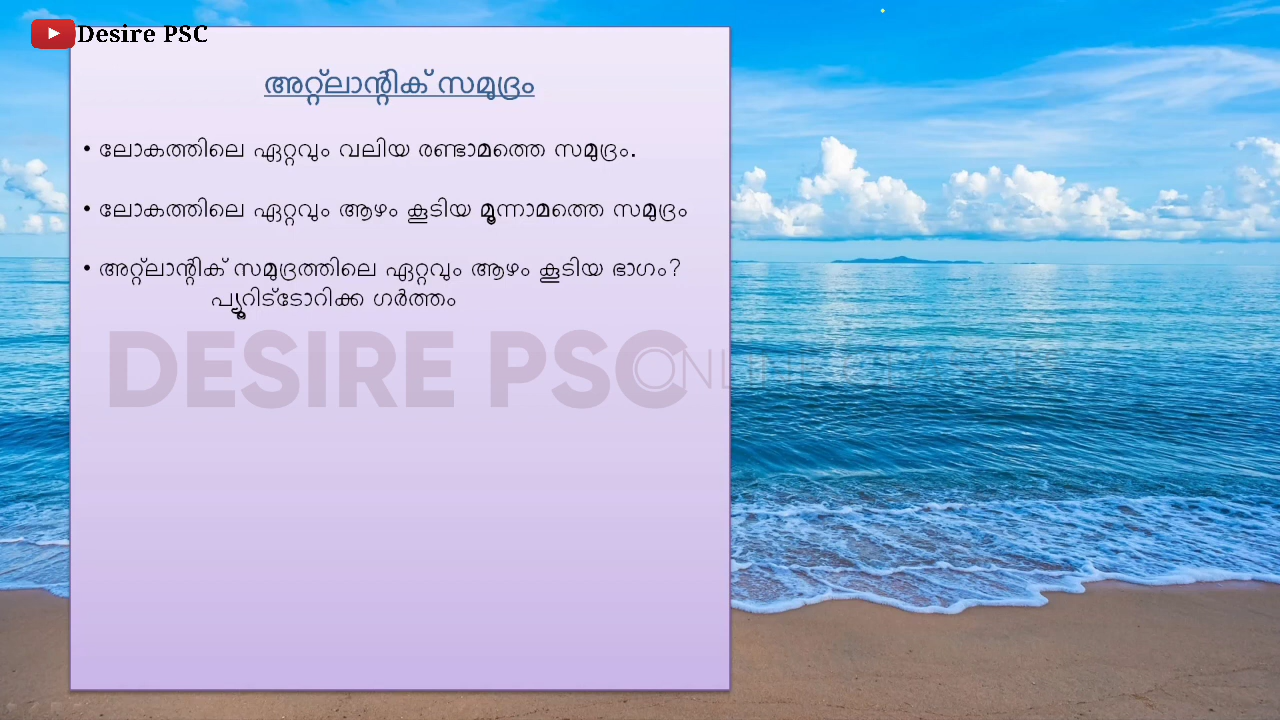 Desire PSC
അറ്റ്ലാന്റിക് സമുദ്രം
• ലോകത്തിലെ ഏറ്റവും വലിയ രണ്ടാമത്തെ സമുദ്രം.
• ലോകത്തിലെ ഏറ്റവും ആഴം കൂടിയ മൂന്നാമത്തെ സമുദ്രം
• അറ്റ്ലാന്റിക് സമുദ്രത്തിലെ ഏറ്റവും ആഴം കൂടിയ ഭാഗം?
പ്യൂറിട്ടോറിക്ക ഗർത്തം
DESIRE PSC